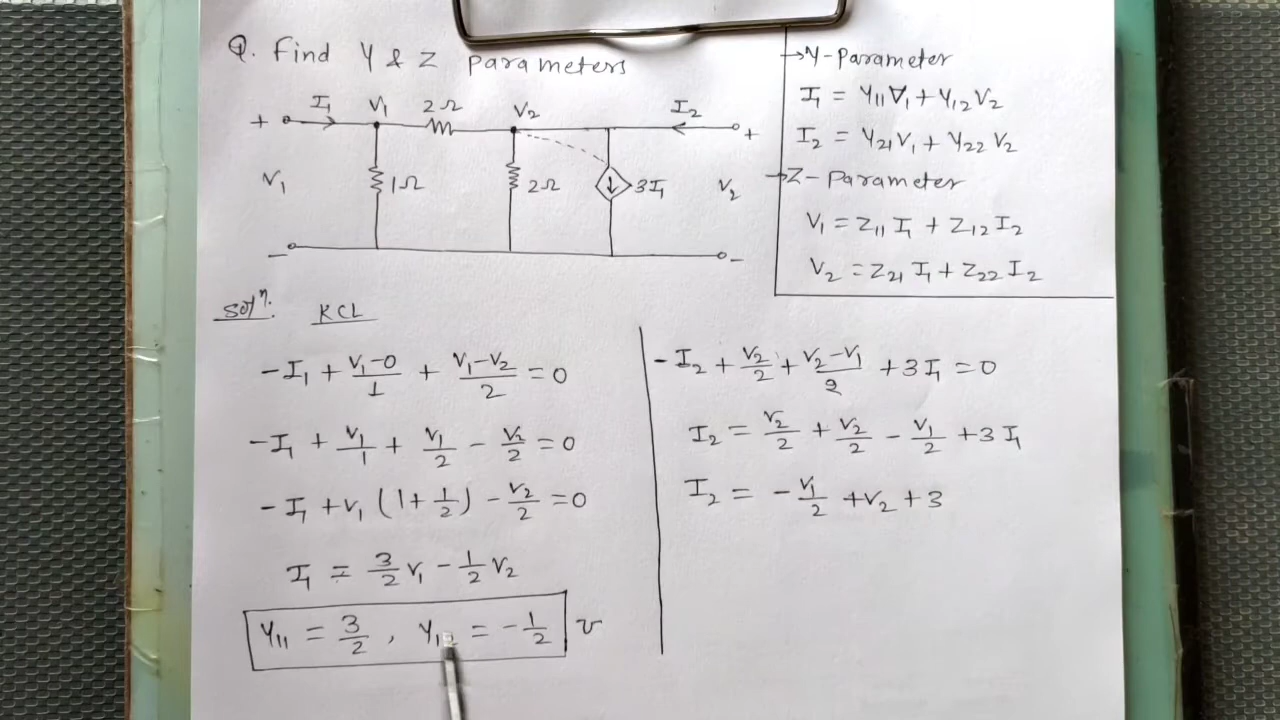 Q. Find Y & Z parameters
I₁ V₁ 2Ω V₂ I₂
+ +
V₁ 1Ω 2Ω 3I₁ V₂
− −
→Y-Parameter
I₁ = Y₁₁V₁ + Y₁₂V₂
I₂ = Y₂₁V₁ + Y₂₂V₂
→Z-Parameter
V₁ = Z₁₁ I₁ + Z₁₂ I₂
V₂ = Z₂₁ I₁ + Z₂₂ I₂
Solⁿ. KCL
-I₁ + (V₁-0)/1 + (V₁-V₂)/2 = 0
-I₁ + V₁/1 + V₁/2 - V₂/2 = 0
-I₁ + V₁(1+1/2) - V₂/2 = 0
I₁ = 3/2 V₁ - 1/2 V₂
Y₁₁ = 3/2 , Y₁ = -1/2 ℧
-I₂ + V₂/2 + (V₂-V₁)/2 + 3I₁ = 0
I₂ = V₂/2 + V₂/2 - V₁/2 + 3I₁
I₂ = -V₁/2 + V₂ + 3